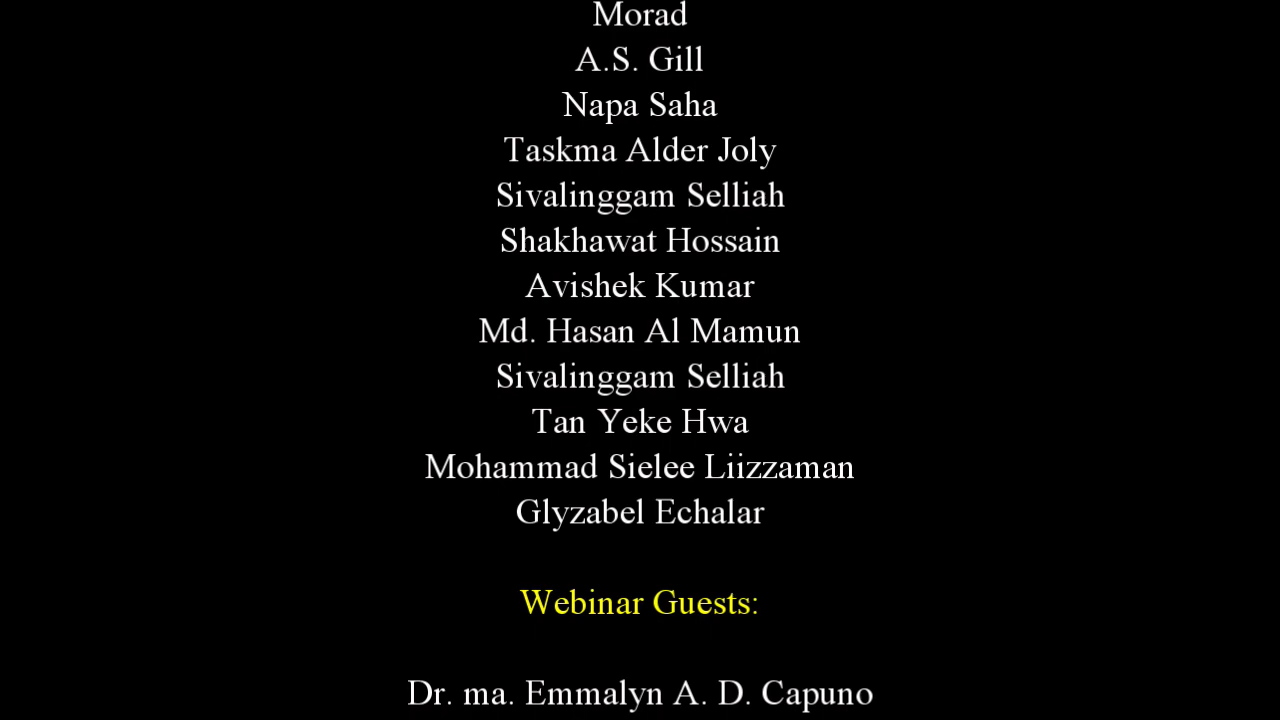 Morad
A.S. Gill
Napa Saha
Taskma Alder Joly
Sivalinggam Selliah
Shakhawat Hossain
Avishek Kumar
Md. Hasan Al Mamun
Sivalinggam Selliah
Tan Yeke Hwa
Mohammad Sielee Liizzaman
Glyzabel Echalar
Webinar Guests:
Dr. ma. Emmalyn A. D. Capuno